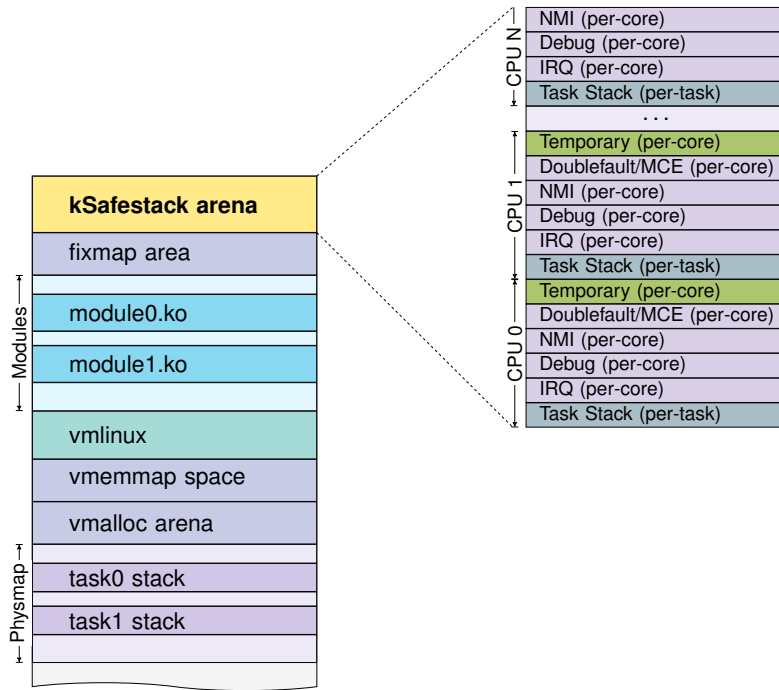 kSafestack arena
fixmap area
Modules
module0.ko
module1.ko
vmlinux
vmemmap space
vmalloc arena
Physmap
task0 stack
task1 stack
CPU N
NMI (per-core)
Debug (per-core)
IRQ (per-core)
Task Stack (per-task)
. . .
CPU 1
Temporary (per-core)
Doublefault/MCE (per-core)
NMI (per-core)
Debug (per-core)
IRQ (per-core)
Task Stack (per-task)
CPU 0
Temporary (per-core)
Doublefault/MCE (per-core)
NMI (per-core)
Debug (per-core)
IRQ (per-core)
Task Stack (per-task)